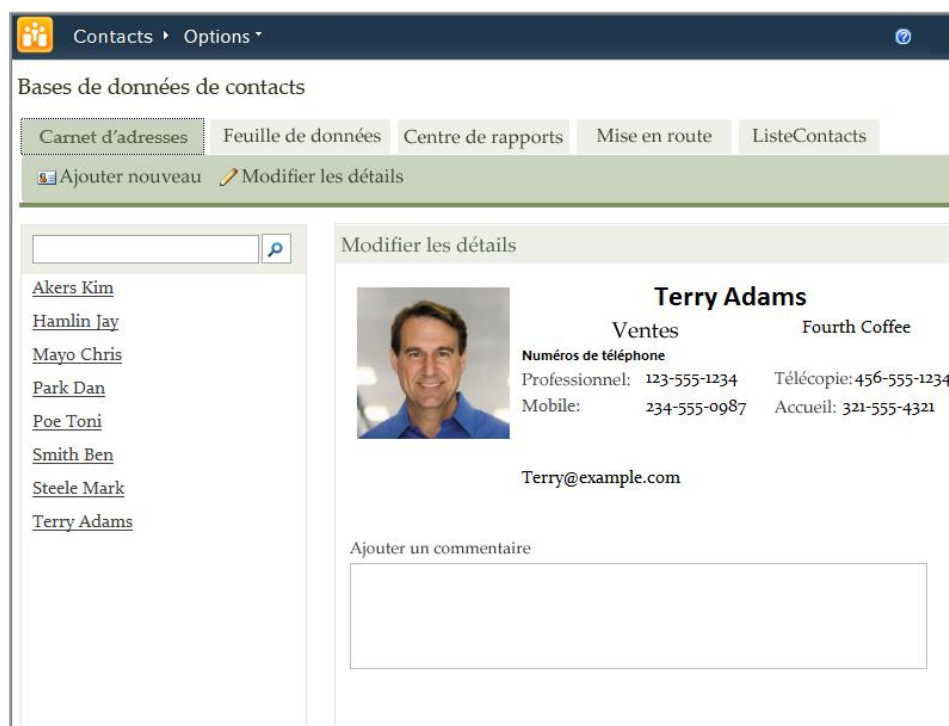 Contacts Options
Bases de données de contacts
Carnet d'adresses Feuille de données Centre de rapports Mise en route ListeContacts
Ajouter nouveau Modifier les détails
Akers Kim
Hamlin Jay
Mayo Chris
Park Dan
Poe Toni
Smith Ben
Steele Mark
Terry Adams
Modifier les détails
Terry Adams
Ventes Fourth Coffee
Numéros de téléphone
Professionnel: 123-555-1234 Télécopie: 456-555-1234
Mobile: 234-555-0987 Accueil: 321-555-4321
Terry@example.com
Ajouter un commentaire